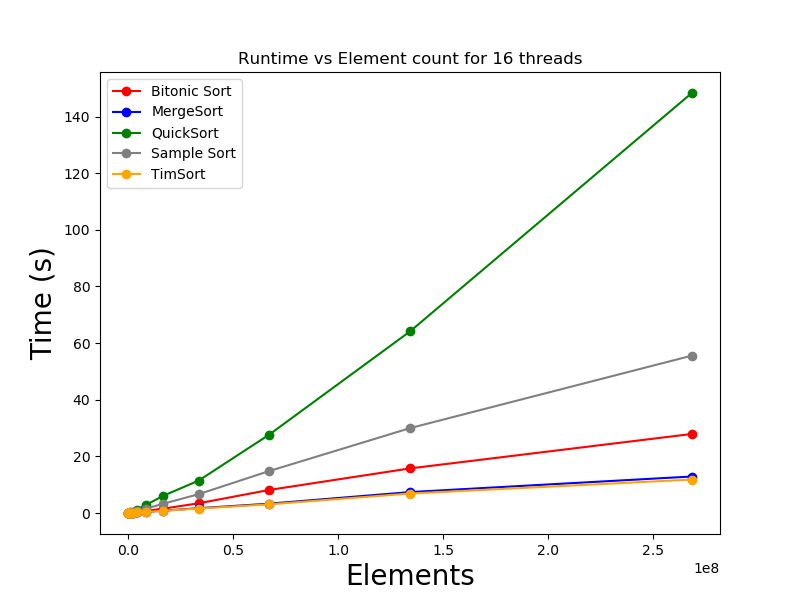 Runtime vs Element count for 16 threads
Bitonic Sort
MergeSort
QuickSort
Sample Sort
TimSort
Time (s)
140
120
100
80
60
40
20
0
0.0 0.5 1.0 1.5 2.0 2.5
1e8
Elements